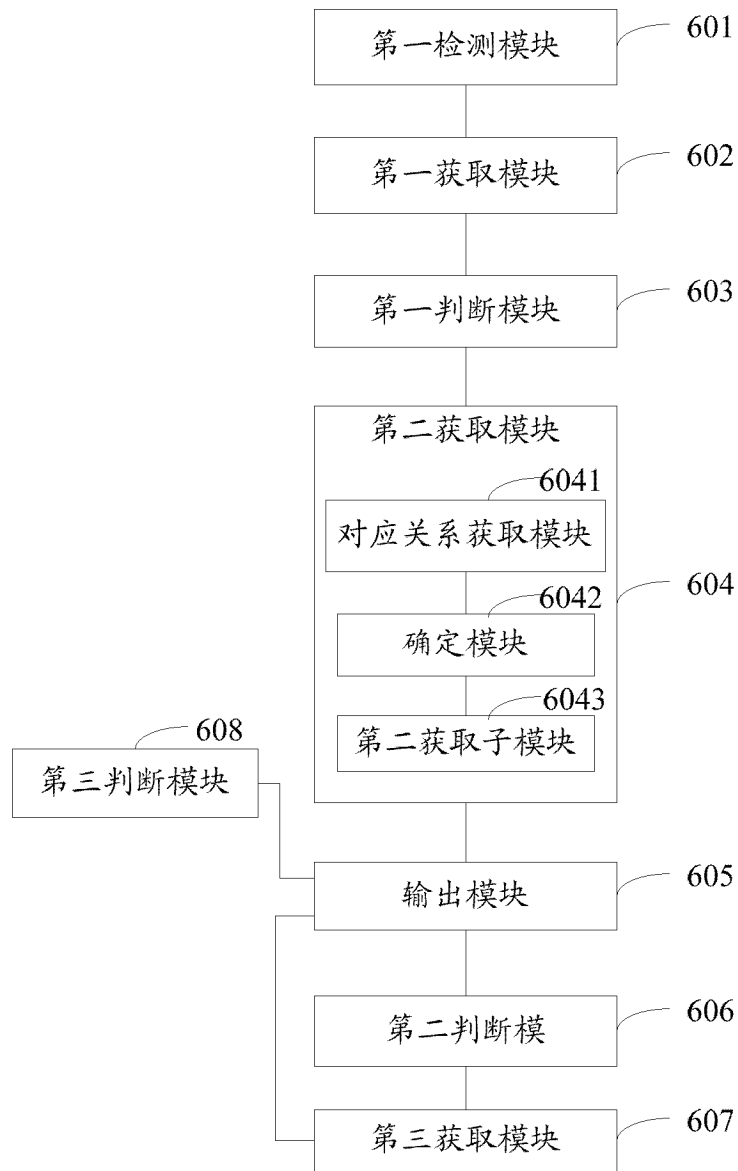 第一检测模块
601
第一获取模块
602
第一判断模块
603
第二获取模块
6041
对应关系获取模块
604
6042
确定模块
6043
第二获取子模块
608
第三判断模块
输出模块
605
第二判断模
606
第三获取模块
607